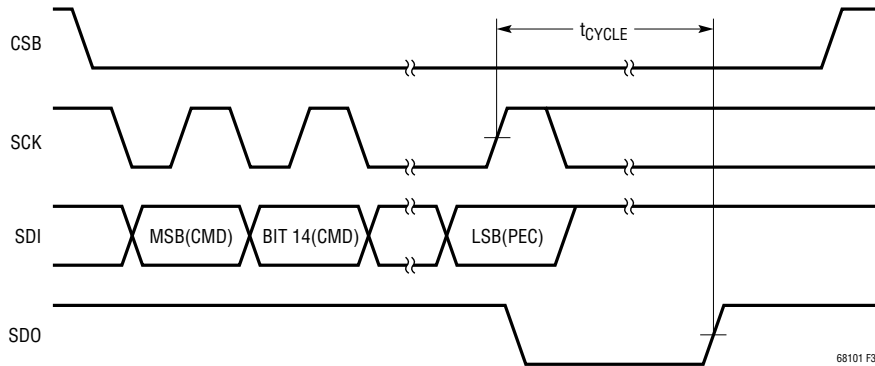 CSB
tCYCLE
SCK
SDI
MSB(CMD)
BIT 14(CMD)
LSB(PEC)
SDO
68101 F3